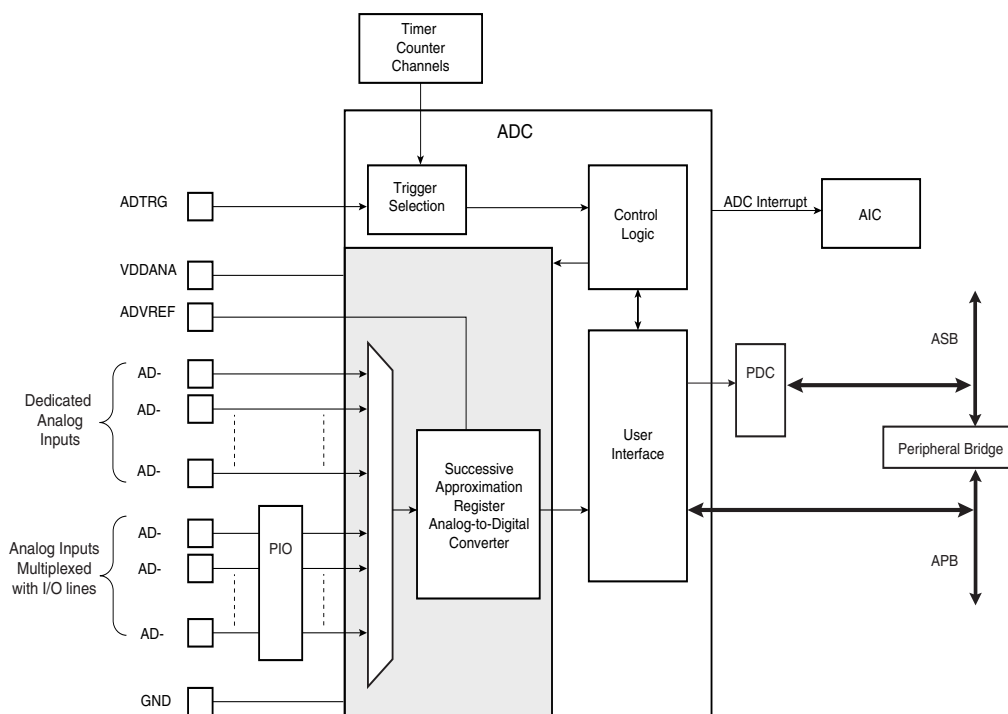 Timer
Counter
Channels
ADC
Trigger
Selection
Control
Logic
ADC Interrupt
AIC
ADTRG
VDDANA
ADVREF
Dedicated
Analog
Inputs
AD-
AD-
AD-
Analog Inputs
Multiplexed
with I/O lines
AD-
AD-
AD-
PIO
GND
Successive
Approximation
Register
Analog-to-Digital
Converter
User
Interface
PDC
ASB
Peripheral Bridge
APB